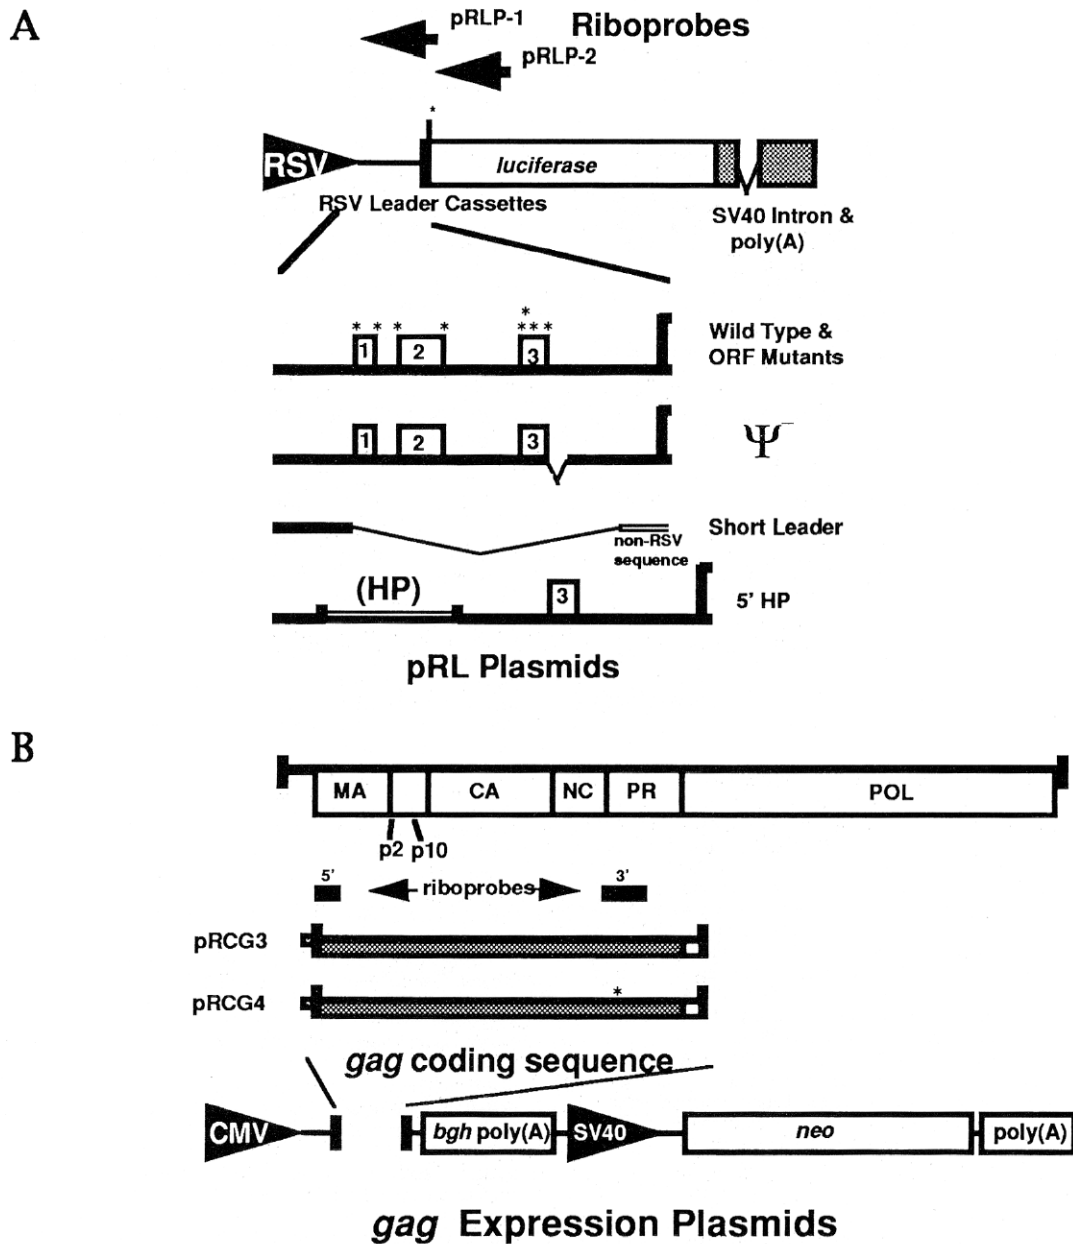 A
pRLP-1
Riboprobes
pRLP-2
*
RSV
luciferase
RSV Leader Cassettes
SV40 Intron &
poly(A)
*
* * * * * * *
1 2 3
Wild Type &
ORF Mutants
1 2 3
Ψ⁻
Short Leader
non-RSV
sequence
(HP)
3
5' HP
pRL Plasmids
B
MA CA NC PR POL
p2 p10
5' riboprobes 3'
pRCG3
*
pRCG4
gag coding sequence
CMV bgh poly(A) SV40 neo poly(A)
gag Expression Plasmids